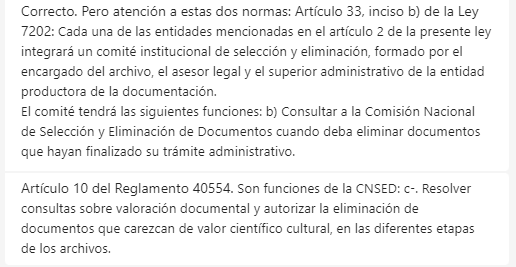 Correcto. Pero atención a estas dos normas: Artículo 33, inciso b) de la Ley
7202: Cada una de las entidades mencionadas en el artículo 2 de la presente ley
integrará un comité institucional de selección y eliminación, formado por el
encargado del archivo, el asesor legal y el superior administrativo de la entidad
productora de la documentación.
El comité tendrá las siguientes funciones: b) Consultar a la Comisión Nacional
de Selección y Eliminación de Documentos cuando deba eliminar documentos
que hayan finalizado su trámite administrativo.
Artículo 10 del Reglamento 40554. Son funciones de la CNSED: c-. Resolver
consultas sobre valoración documental y autorizar la eliminación de
documentos que carezcan de valor científico cultural, en las diferentes etapas
de los archivos.